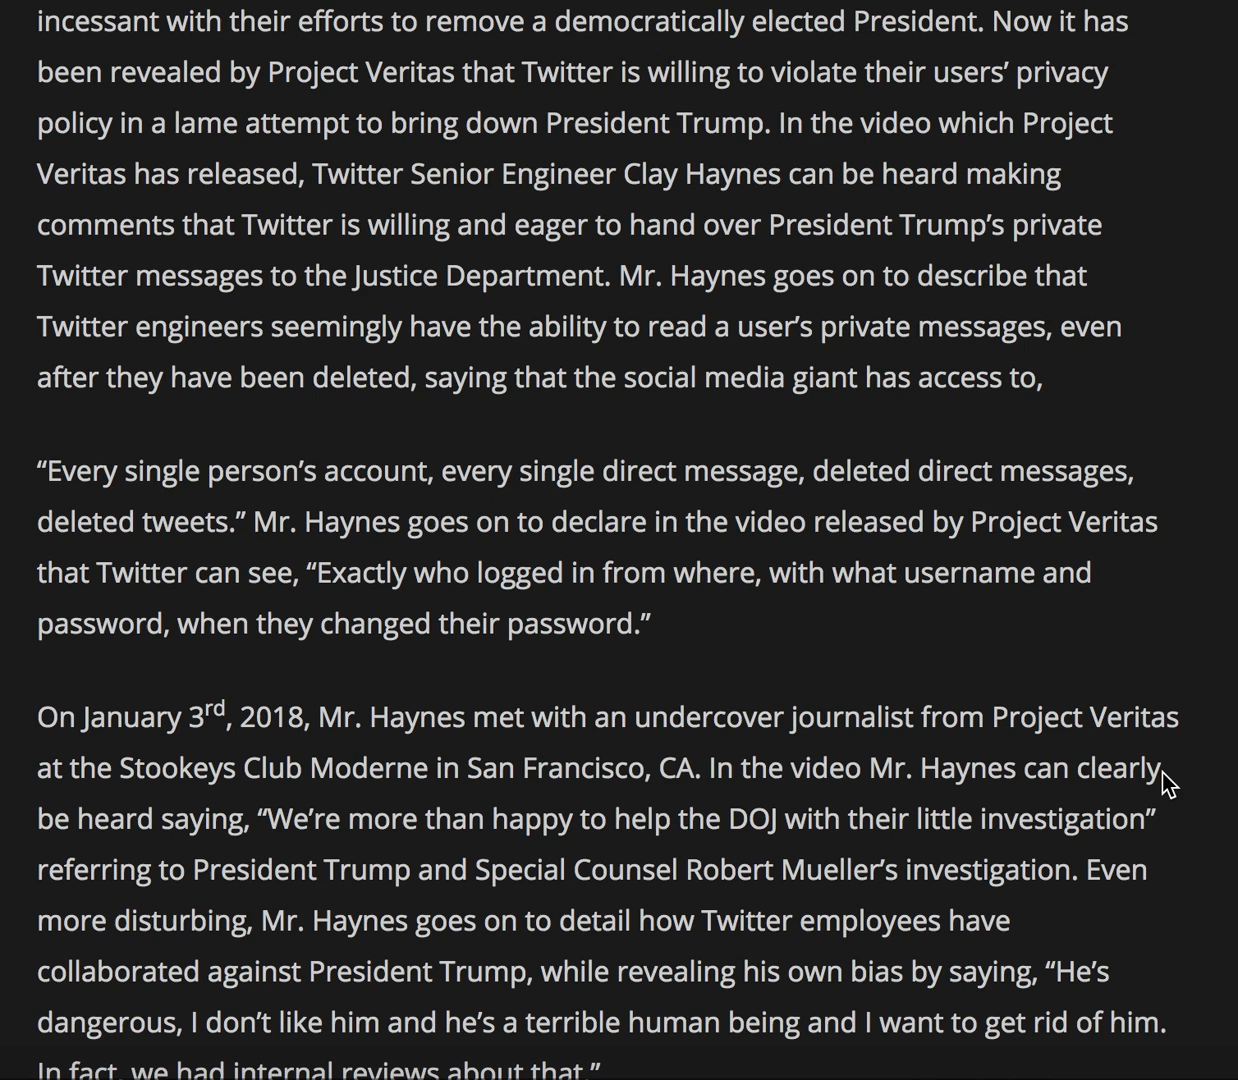 incessant with their efforts to remove a democratically elected President. Now it has
been revealed by Project Veritas that Twitter is willing to violate their users’ privacy
policy in a lame attempt to bring down President Trump. In the video which Project
Veritas has released, Twitter Senior Engineer Clay Haynes can be heard making
comments that Twitter is willing and eager to hand over President Trump’s private
Twitter messages to the Justice Department. Mr. Haynes goes on to describe that
Twitter engineers seemingly have the ability to read a user’s private messages, even
after they have been deleted, saying that the social media giant has access to,
“Every single person’s account, every single direct message, deleted direct messages,
deleted tweets.” Mr. Haynes goes on to declare in the video released by Project Veritas
that Twitter can see, “Exactly who logged in from where, with what username and
password, when they changed their password.”
On January 3rd, 2018, Mr. Haynes met with an undercover journalist from Project Veritas
at the Stookeys Club Moderne in San Francisco, CA. In the video Mr. Haynes can clearly
be heard saying, “We’re more than happy to help the DOJ with their little investigation”
referring to President Trump and Special Counsel Robert Mueller’s investigation. Even
more disturbing, Mr. Haynes goes on to detail how Twitter employees have
collaborated against President Trump, while revealing his own bias by saying, “He’s
dangerous, I don’t like him and he’s a terrible human being and I want to get rid of him.
In fact, we had internal reviews about that.”